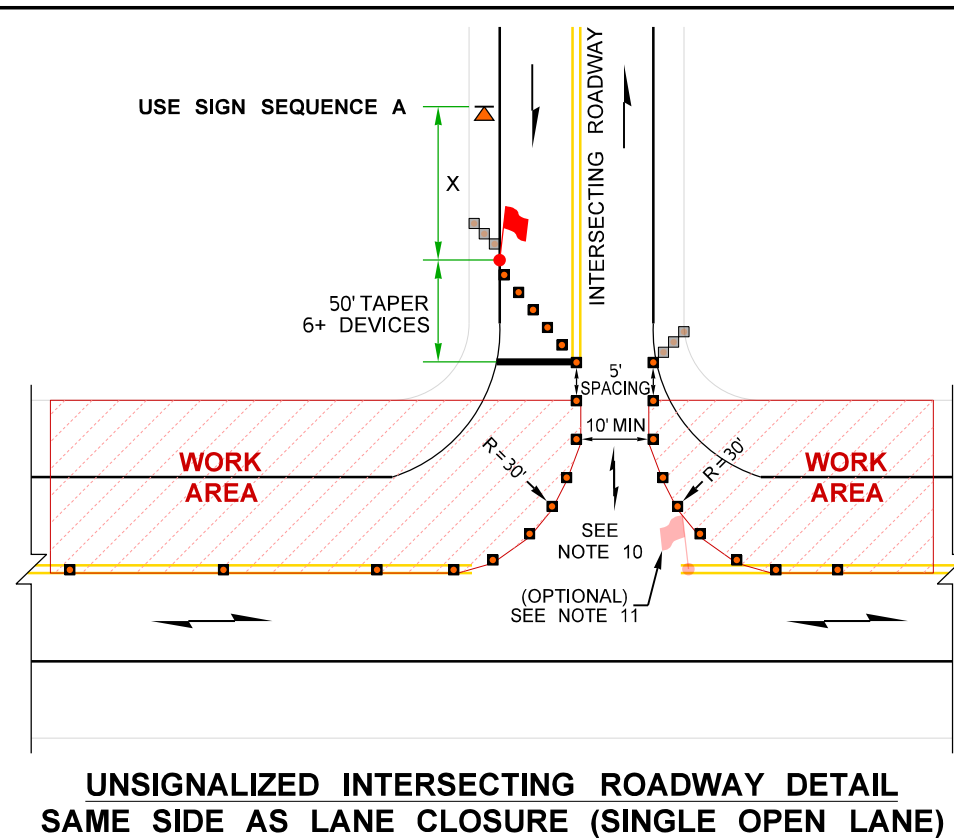 USE SIGN SEQUENCE A
X
INTERSECTING ROADWAY
50' TAPER
6+ DEVICES
5'
SPACING
10' MIN
R = 30'
R = 30'
WORK
AREA
WORK
AREA
SEE
NOTE 10
(OPTIONAL)
SEE NOTE 11
UNSIGNALIZED INTERSECTING ROADWAY DETAIL
SAME SIDE AS LANE CLOSURE (SINGLE OPEN LANE)